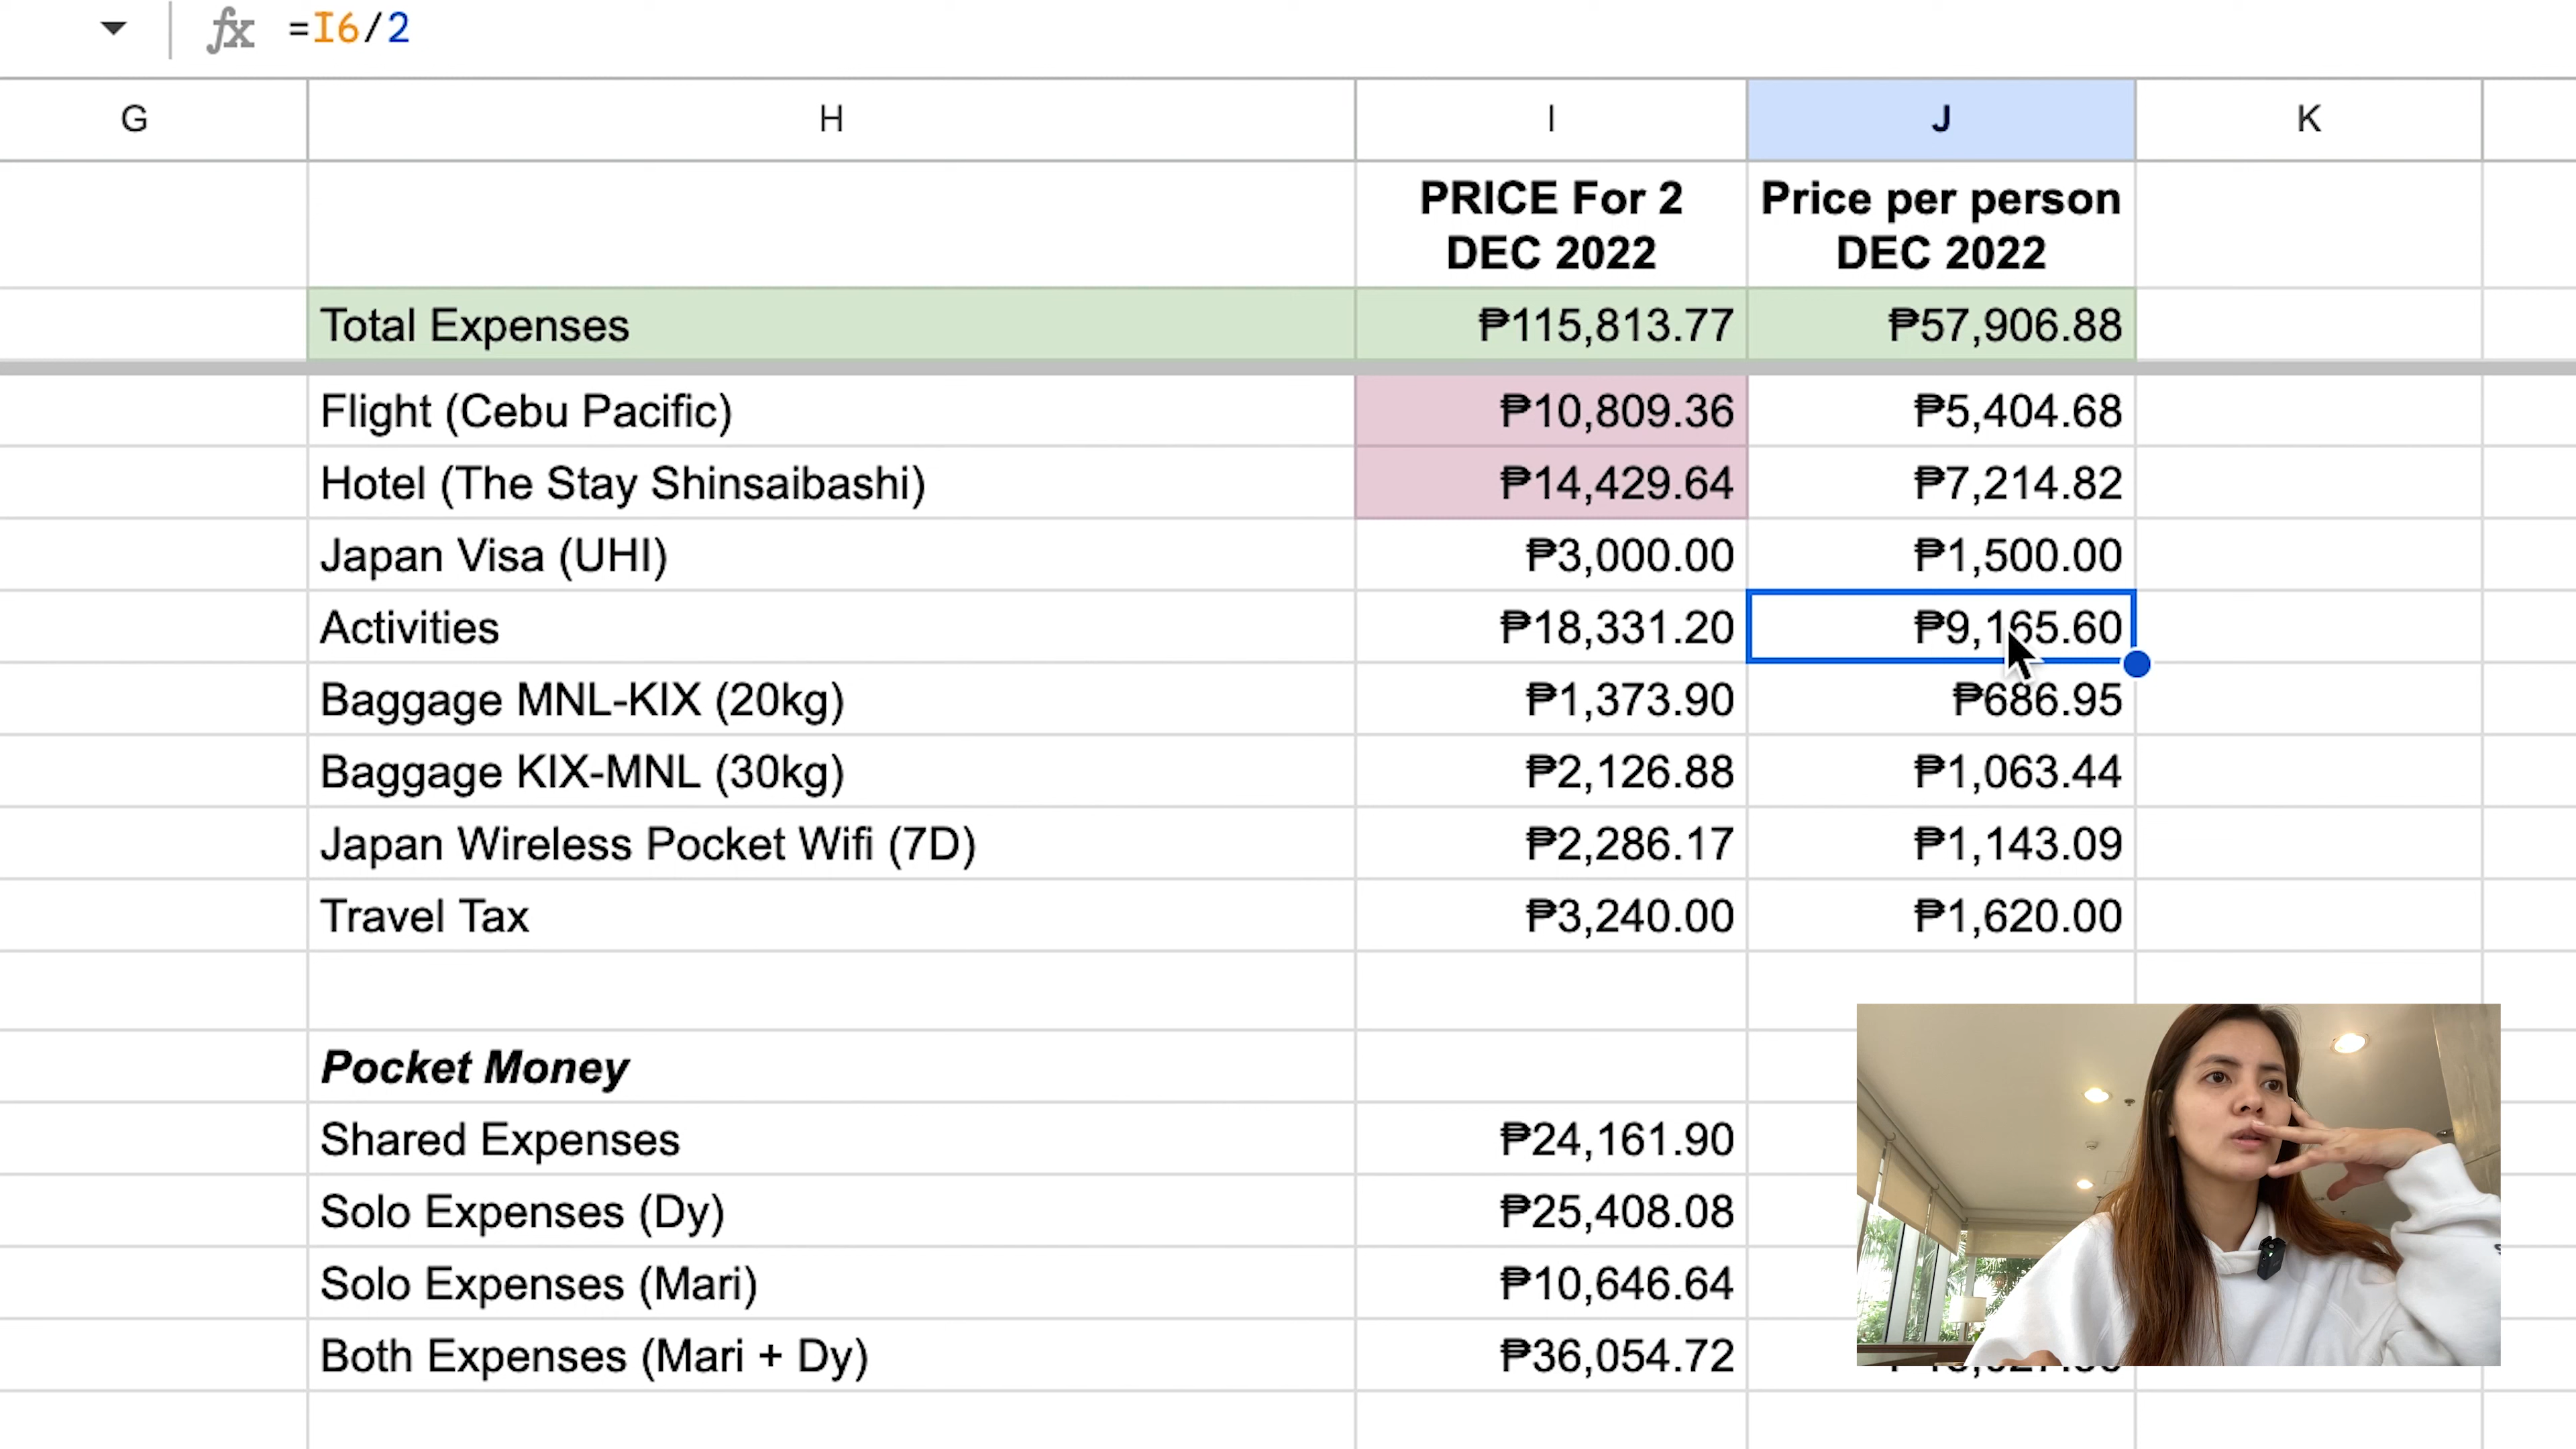 fx =I6/2
G H I J K
PRICE For 2 Price per person
DEC 2022 DEC 2022
Total Expenses ₱115,813.77 ₱57,906.88
Flight (Cebu Pacific) ₱10,809.36 ₱5,404.68
Hotel (The Stay Shinsaibashi) ₱14,429.64 ₱7,214.82
Japan Visa (UHI) ₱3,000.00 ₱1,500.00
Activities ₱18,331.20 ₱9,165.60
Baggage MNL-KIX (20kg) ₱1,373.90 ₱686.95
Baggage KIX-MNL (30kg) ₱2,126.88 ₱1,063.44
Japan Wireless Pocket Wifi (7D) ₱2,286.17 ₱1,143.09
Travel Tax ₱3,240.00 ₱1,620.00
Pocket Money
Shared Expenses ₱24,161.90
Solo Expenses (Dy) ₱25,408.08
Solo Expenses (Mari) ₱10,646.64
Both Expenses (Mari + Dy) ₱36,054.72